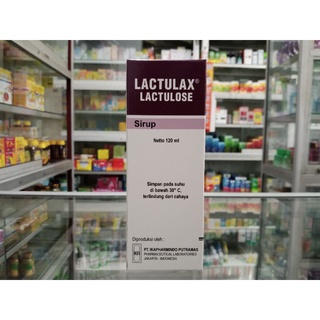 LACTULAX®
LACTULOSE
Sirup
Netto 120 ml
Simpan pada suhu
di bawah 30° C,
terlindung dari cahaya
Diproduksi oleh :
PT. IKAPHARMINDO PUTRAMAS
PHARMACEUTICAL LABORATORIES
JAKARTA - INDONESIA